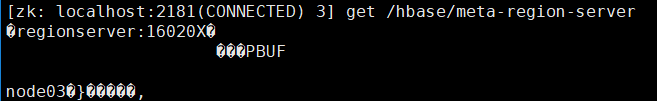 [zk: localhost:2181(CONNECTED) 3] get /hbase/meta-region-server
�regionserver:16020X�
���PBUF
node03�}�����,